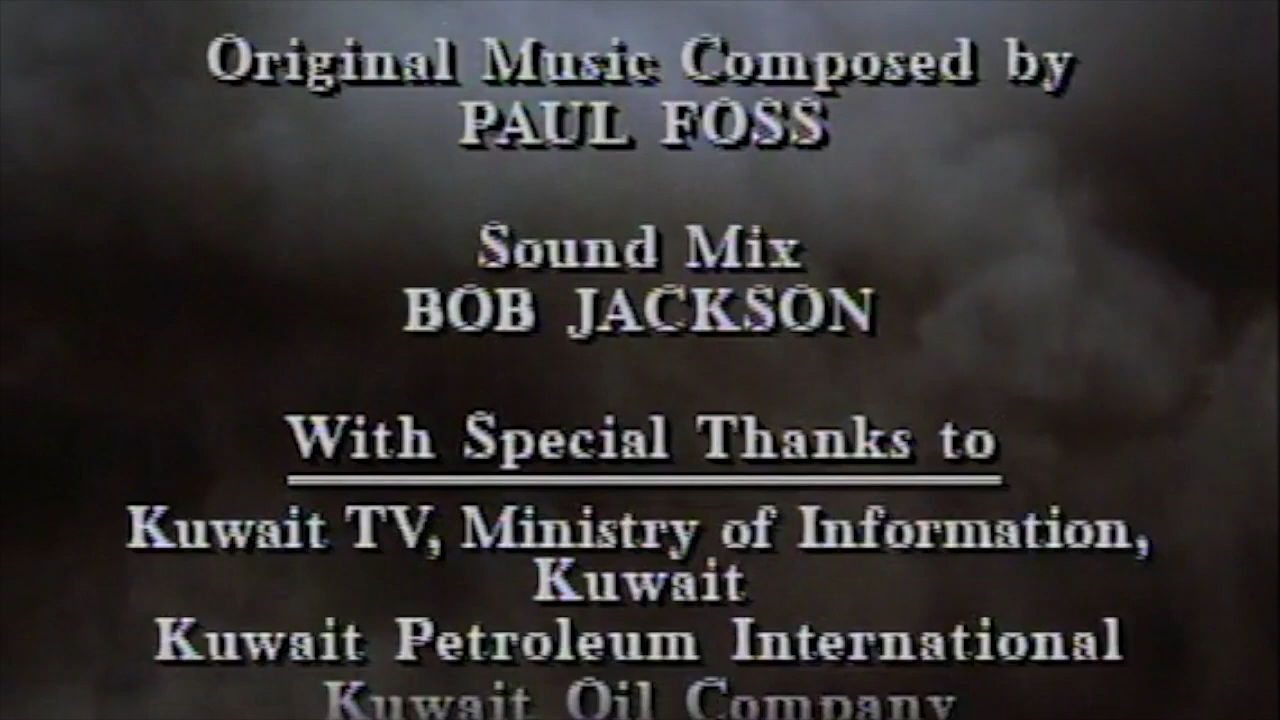 Original Music Composed by
PAUL FOSS
Sound Mix
BOB JACKSON
With Special Thanks to
Kuwait TV, Ministry of Information,
Kuwait
Kuwait Petroleum International
Kuwait Oil Company